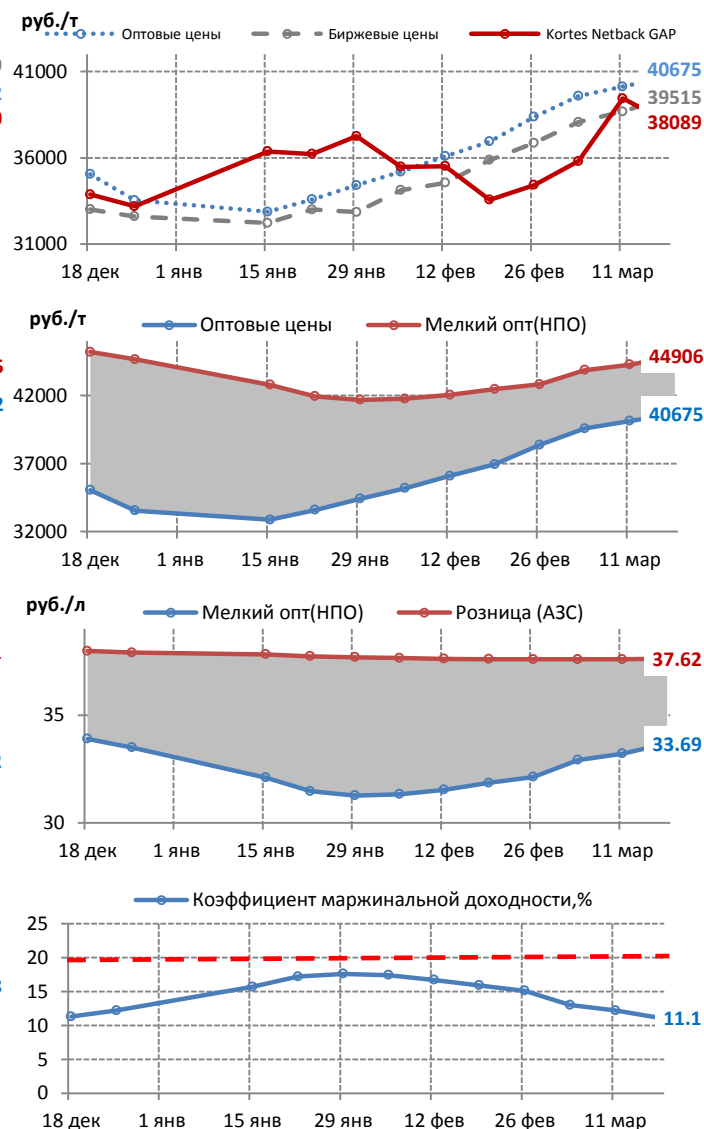 руб./т
Оптовые цены Биржевые цены Kortes Netback GAP
41000
40675
39515
38089
36000
31000
18 дек 1 янв 15 янв 29 янв 12 фев 26 фев 11 мар
руб./т
Оптовые цены Мелкий опт(НПО)
44906
42000
40675
37000
32000
18 дек 1 янв 15 янв 29 янв 12 фев 26 фев 11 мар
руб./л
Мелкий опт(НПО) Розница (АЗС)
37.62
35
33.69
30
18 дек 1 янв 15 янв 29 янв 12 фев 26 фев 11 мар
Коэффициент маржинальной доходности,%
25
20
15
10
11.1
5
0
18 дек 1 янв 15 янв 29 янв 12 фев 26 фев 11 мар